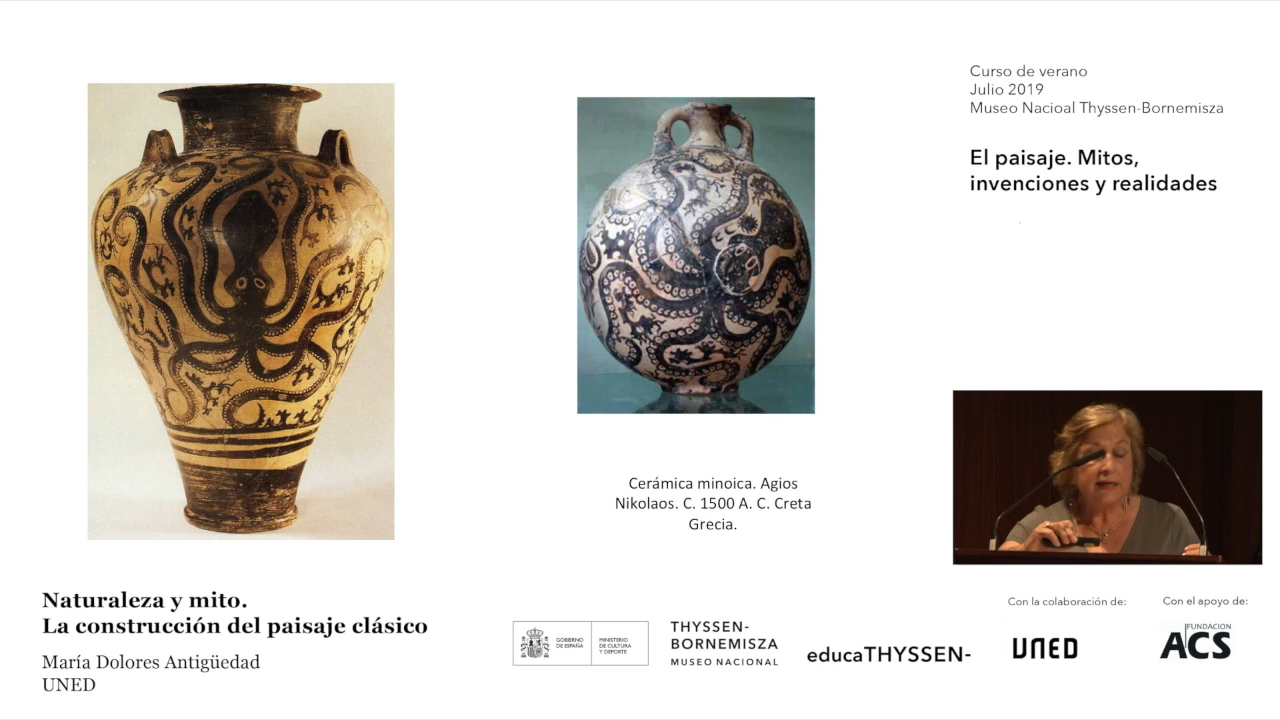 Curso de verano
Julio 2019
Museo Nacioal Thyssen-Bornemisza
El paisaje. Mitos,
invenciones y realidades
Cerámica minoica. Agios
Nikolaos. C. 1500 A. C. Creta
Grecia.
Naturaleza y mito.
La construcción del paisaje clásico
María Dolores Antigüedad
UNED
GOBIERNO
DE ESPAÑA
MINISTERIO
DE CULTURA
Y DEPORTE
THYSSEN-
BORNEMISZA
MUSEO NACIONAL
educaTHYSSEN-
Con la colaboración de:
UNED
Con el apoyo de:
FUNDACION
ACS